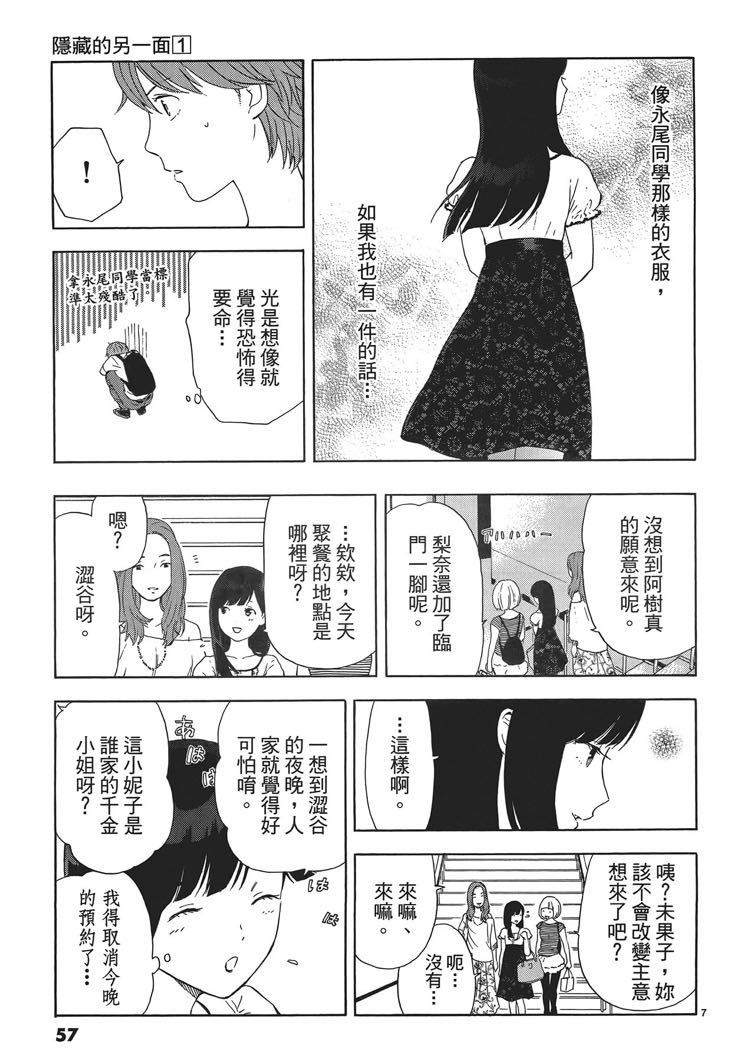 隱藏的另一面1
像永尾同學那樣的衣服，
如果我也有一件的話…
！
光是想像就
覺得恐怖得
要命…
拿永尾同學當標
準太殘酷了。
沒想到阿樹真
的願意來呢。
梨奈還加了臨
門一腳呢。
…欸欸，今天
聚餐的地點是
哪裡呀？
嗯？
澀谷呀。
…這樣啊。
咦？未果子，妳
該不會改變主意
想來了吧？
來嘛、
來嘛。
呃…
沒有…
一想到澀谷
的夜晚，人
家就覺得好
可怕唷。
あはは
はは
這小妮子是
誰家的千金
小姐呀？
我得取消今晚
的預約了…
7
57